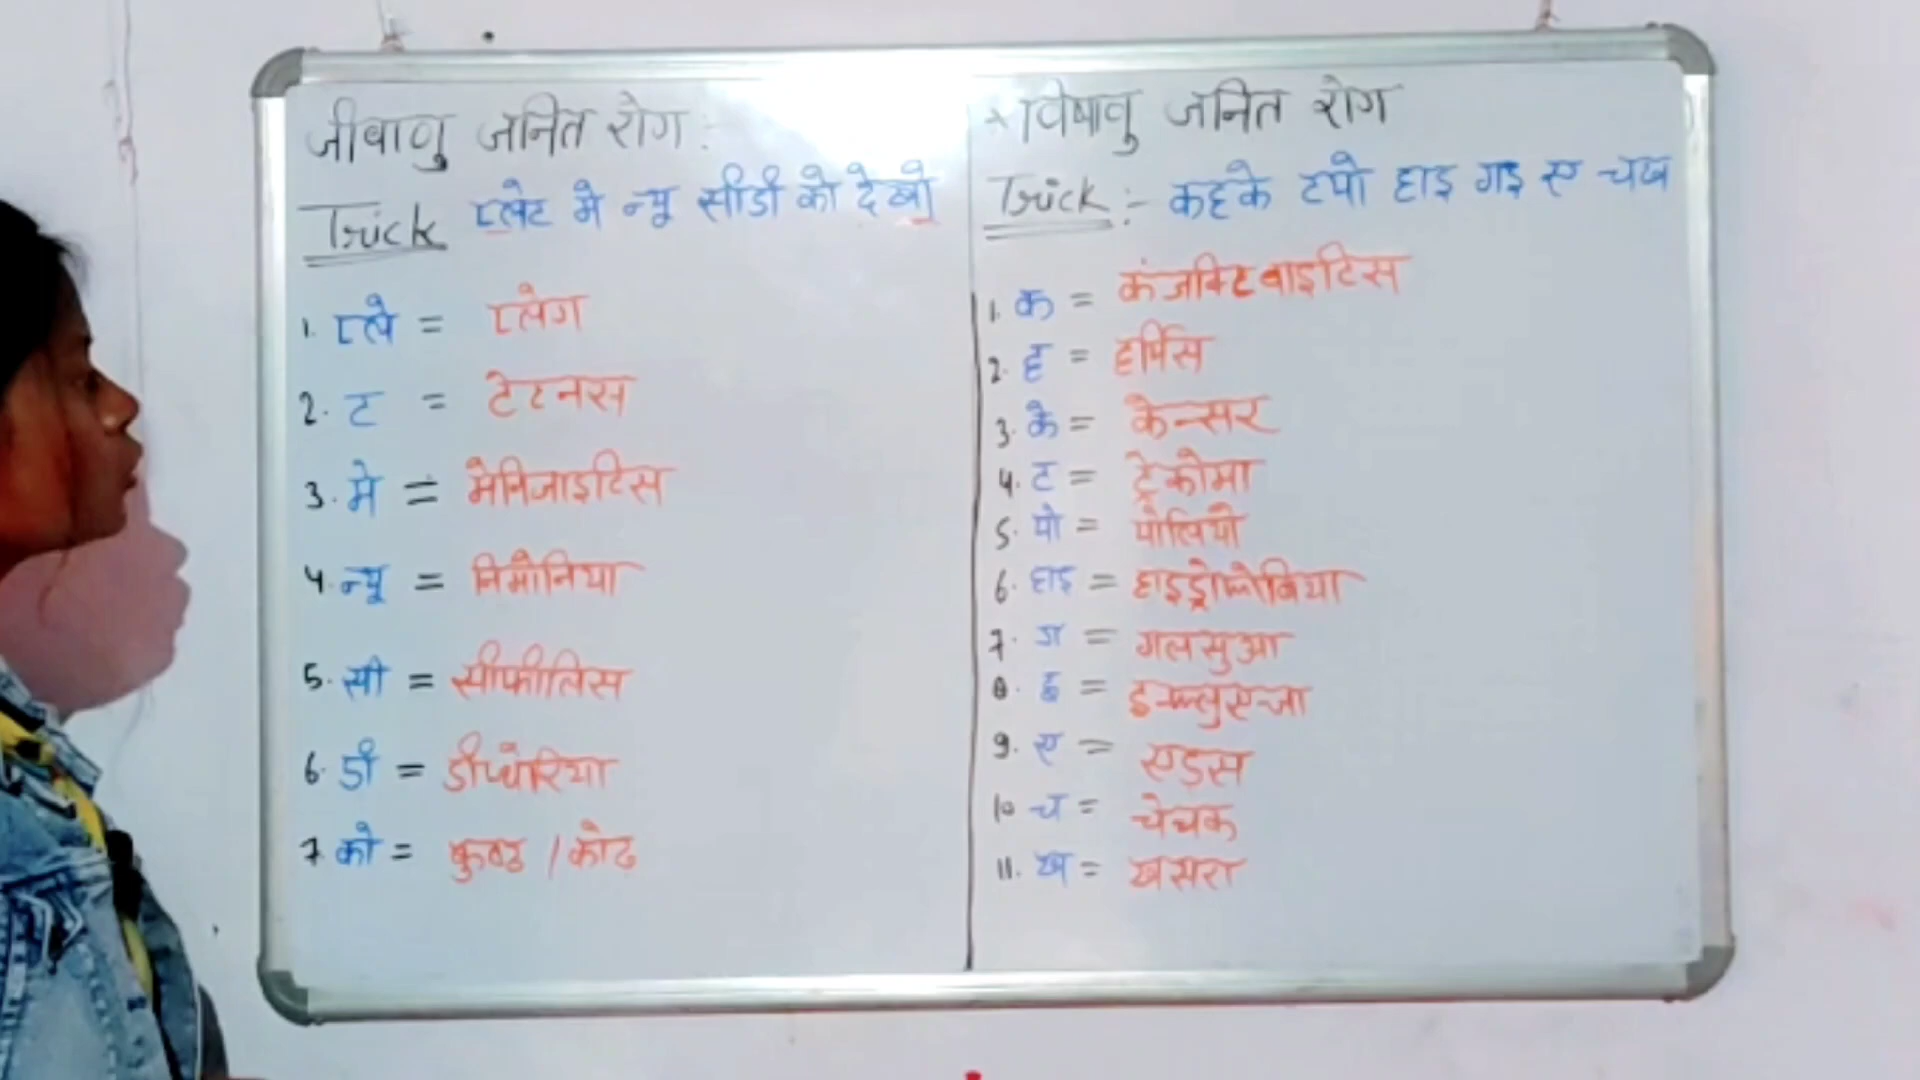 जीवाणु जनित रोग :
Trick प्लेट मे न्यू सीडी को देखो
1. प्ले = प्लेग
2. ट = टेटनस
3. मे = मेनिजाइटिस
4. न्यू = निमोनिया
5. सी = सीफीलिस
6. डी = डीप्थेरिया
7. को = कुष्ठ / कोढ
* विषाणु जनित रोग
Trick :- कहके टपो हाइ गइ ए चख
1. क = कंजक्टिवाइटिस
2. ह = हर्पिस
3. के = केन्सर
4. ट = ट्रेकोमा
5. पो = पोलियो
6. हाइ = हाइड्रोफोबिया
7. ग = गलसुआ
8. इ = इन्फ्लुएन्जा
9. ए = एड्स
10 च = चेचक
11. ख = खसरा